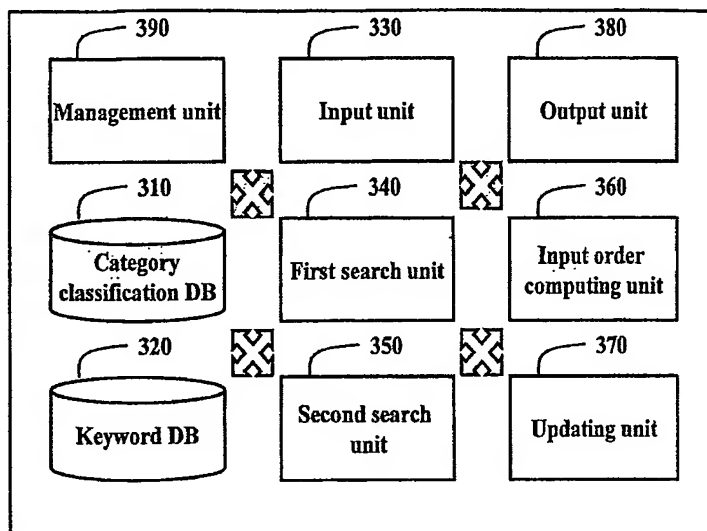 390
330
380
Management unit
Input unit
Output unit
310
340
360
Category
classification DB
First search unit
Input order
computing unit
320
350
370
Keyword DB
Second search
unit
Updating unit